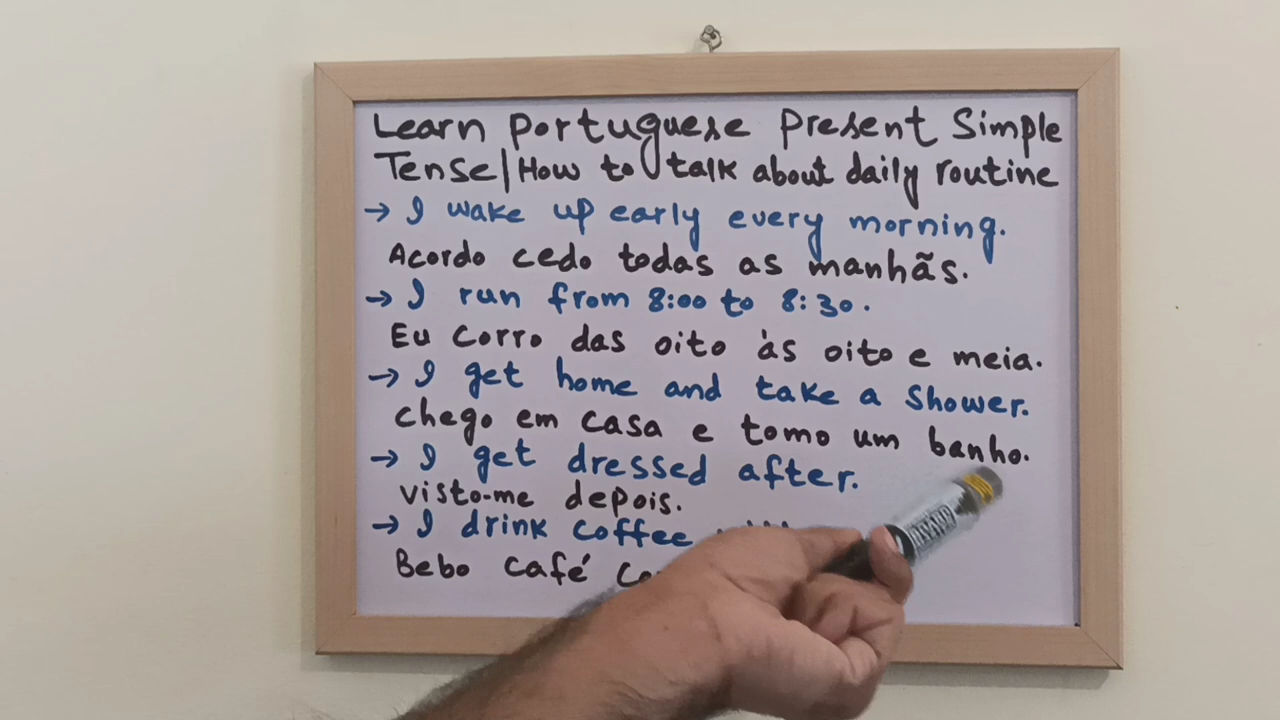 Learn Portuguese Present Simple
Tense/How to talk about daily routine
→ I wake up early every morning.
Acordo cedo todas as manhãs.
→ I run from 8:00 to 8:30.
Eu corro das oito às oito e meia.
→ I get home and take a shower.
chego em casa e tomo um banho.
→ I get dressed after.
visto-me depois.
→ I drink coffee
Bebo café